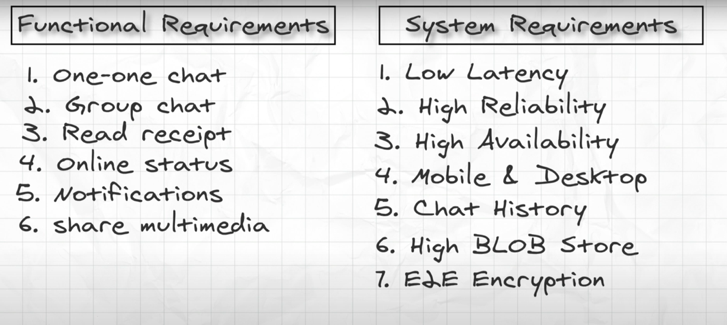 Functional Requirements
1. One-one chat
2. Group chat
3. Read receipt
4. Online status
5. Notifications
6. share multimedia
System Requirements
1. Low Latency
2. High Reliability
3. High Availability
4. Mobile & Desktop
5. Chat History
6. High BLOB Store
7. E2E Encryption